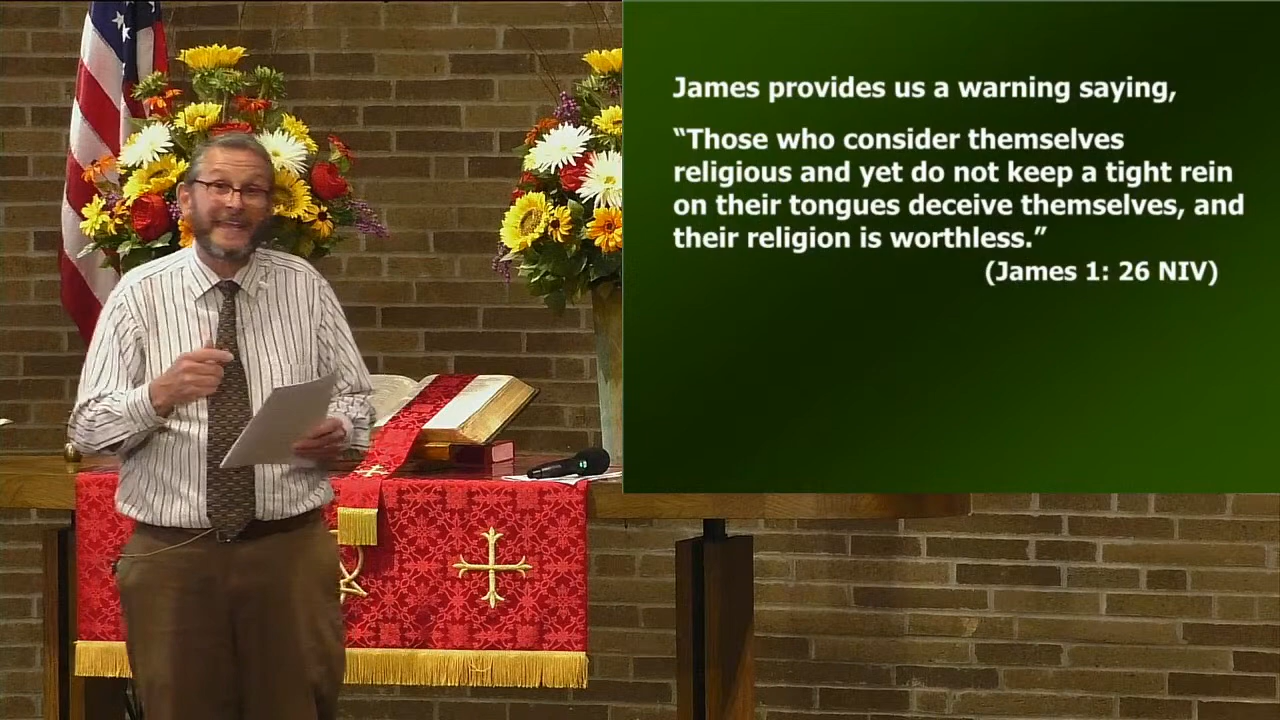 James provides us a warning saying,
“Those who consider themselves
religious and yet do not keep a tight rein
on their tongues deceive themselves, and
their religion is worthless.”
(James 1: 26 NIV)